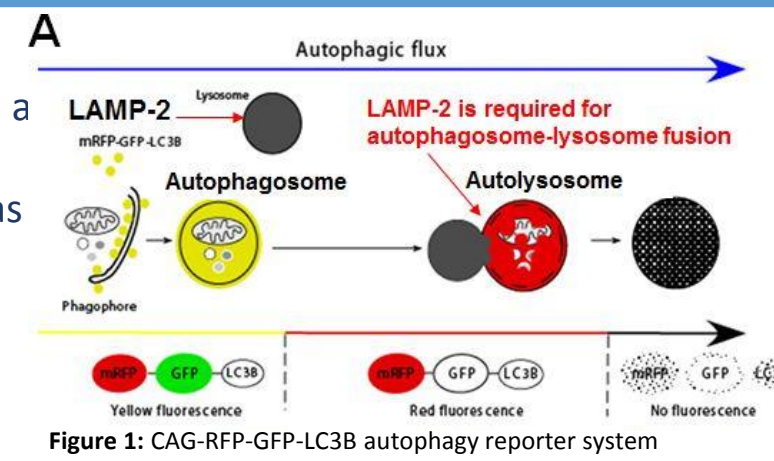 A
Autophagic flux
a
LAMP-2
Lysosome
LAMP-2 is required for
autophagosome-lysosome fusion
mRFP-GFP-LC3B
Autophagosome
Autolysosome
ns
Phagophore
mRFP GFP LC3B
mRFP GFP LC3B
mRFP GFP LC
Yellow fluorescence
Red fluorescence
No fluorescence
Figure 1: CAG-RFP-GFP-LC3B autophagy reporter system